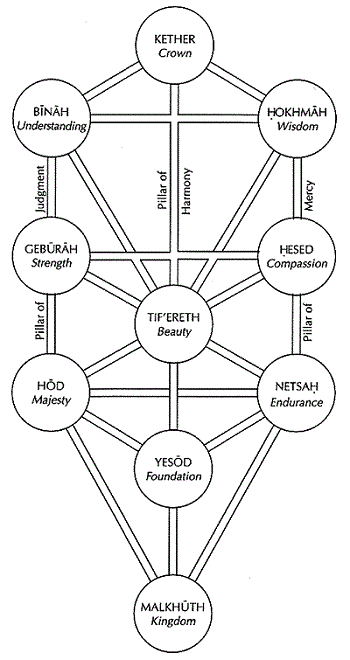 KETHER
Crown
BĪNĀH
Understanding
ḤOKHMĀH
Wisdom
Judgment
Pillar of
Harmony
Mercy
GEBŪRĀH
Strength
ḤESED
Compassion
TIF'ERETH
Beauty
Pillar of
Pillar of
HŌD
Majesty
NETSAḤ
Endurance
YESŌD
Foundation
MALKHŪTH
Kingdom